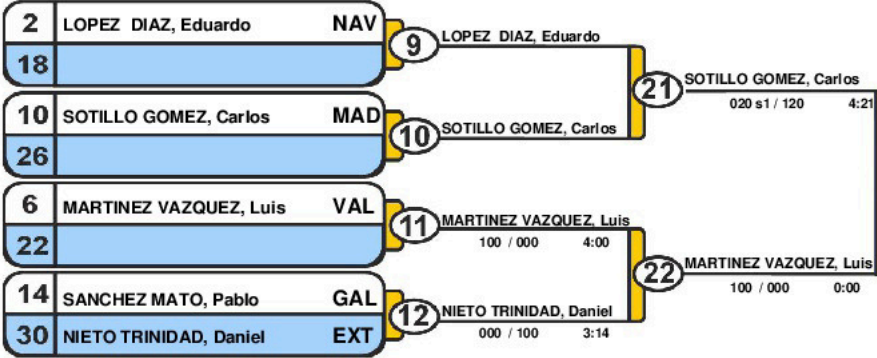 2 LOPEZ DIAZ, Eduardo NAV
18
9 LOPEZ DIAZ, Eduardo
10 SOTILLO GOMEZ, Carlos MAD
26
10 SOTILLO GOMEZ, Carlos
21 SOTILLO GOMEZ, Carlos
020 s1 / 120 4:21
6 MARTINEZ VAZQUEZ, Luis VAL
22
11 MARTINEZ VAZQUEZ, Luis
100 / 000 4:00
14 SANCHEZ MATO, Pablo GAL
30 NIETO TRINIDAD, Daniel EXT
12 NIETO TRINIDAD, Daniel
000 / 100 3:14
22 MARTINEZ VAZQUEZ, Luis
100 / 000 0:00